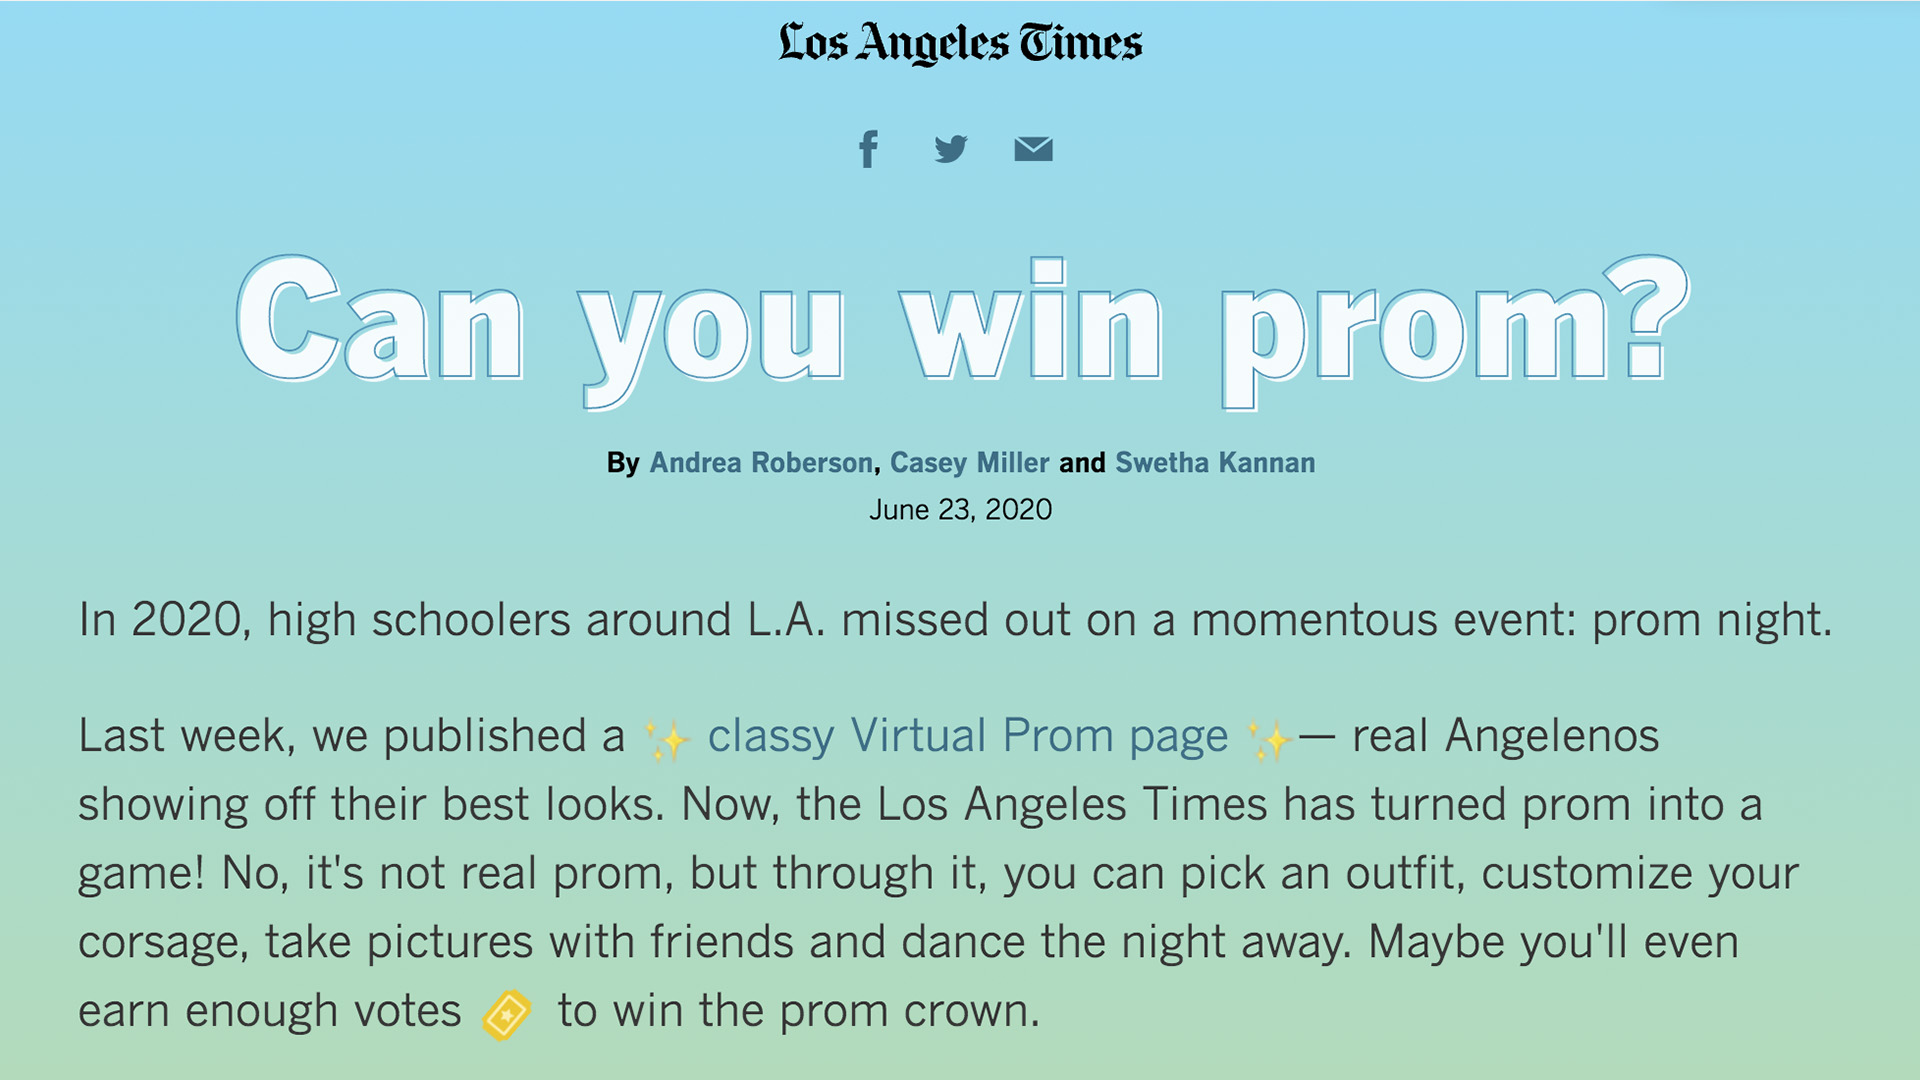 Los Angeles Times
Can you win prom?
By Andrea Roberson, Casey Miller and Swetha Kannan
June 23, 2020
In 2020, high schoolers around L.A. missed out on a momentous event: prom night.
Last week, we published a ✨ classy Virtual Prom page ✨— real Angelenos
showing off their best looks. Now, the Los Angeles Times has turned prom into a
game! No, it's not real prom, but through it, you can pick an outfit, customize your
corsage, take pictures with friends and dance the night away. Maybe you'll even
earn enough votes to win the prom crown.